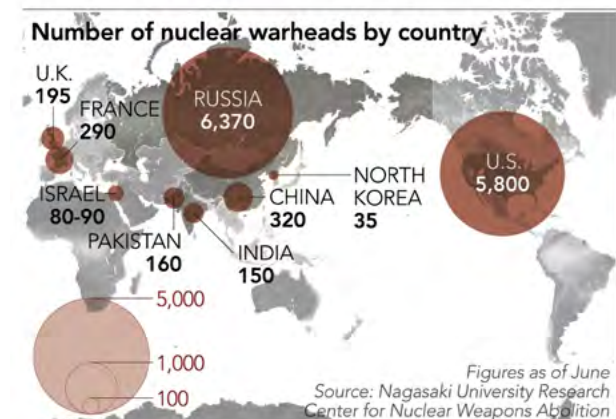 Number of nuclear warheads by country
U.K.
195
FRANCE
290
RUSSIA
6,370
U.S.
5,800
ISRAEL
80-90
PAKISTAN
160
INDIA
150
CHINA
320
NORTH
KOREA
35
5,000
1,000
100
Figures as of June
Source: Nagasaki University Research
Center for Nuclear Weapons Abolition